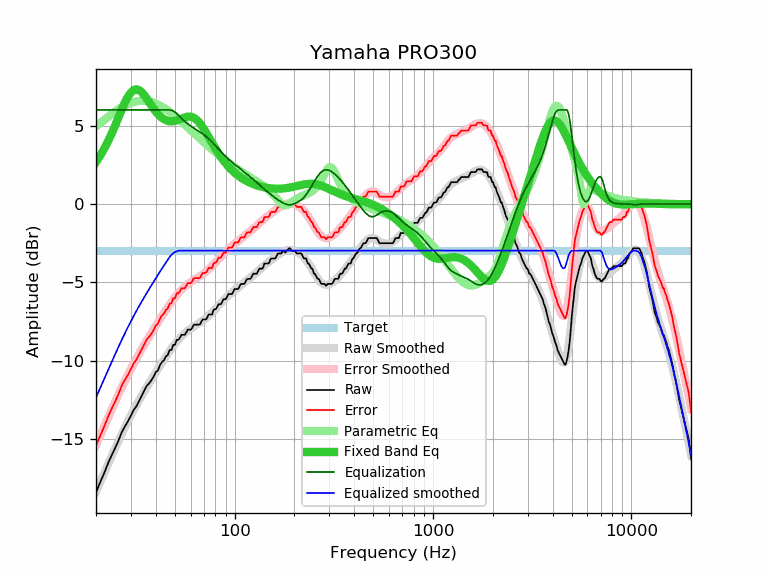 Yamaha PRO300
Amplitude (dBr)
5
0
−5
−10
−15
Target
Raw Smoothed
Error Smoothed
Raw
Error
Parametric Eq
Fixed Band Eq
Equalization
Equalized smoothed
100
1000
10000
Frequency (Hz)